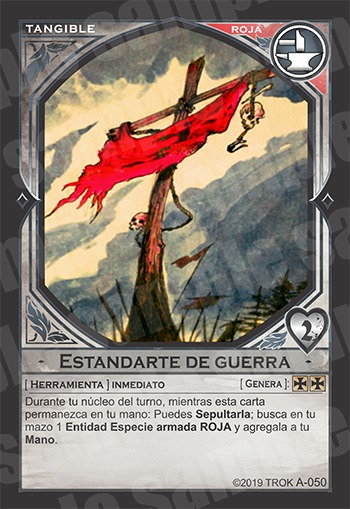 TANGIBLE ROJA
2
ESTANDARTE DE GUERRA
[ HERRAMIENTA ] INMEDIATO [ GENERA ]:
Durante tu núcleo del turno, mientras esta carta
permanezca en tu mano: Puedes Sepultarla; busca en tu
mazo 1 Entidad Especie armada ROJA y agregala a tu
Mano.
©2019 TROK A-050